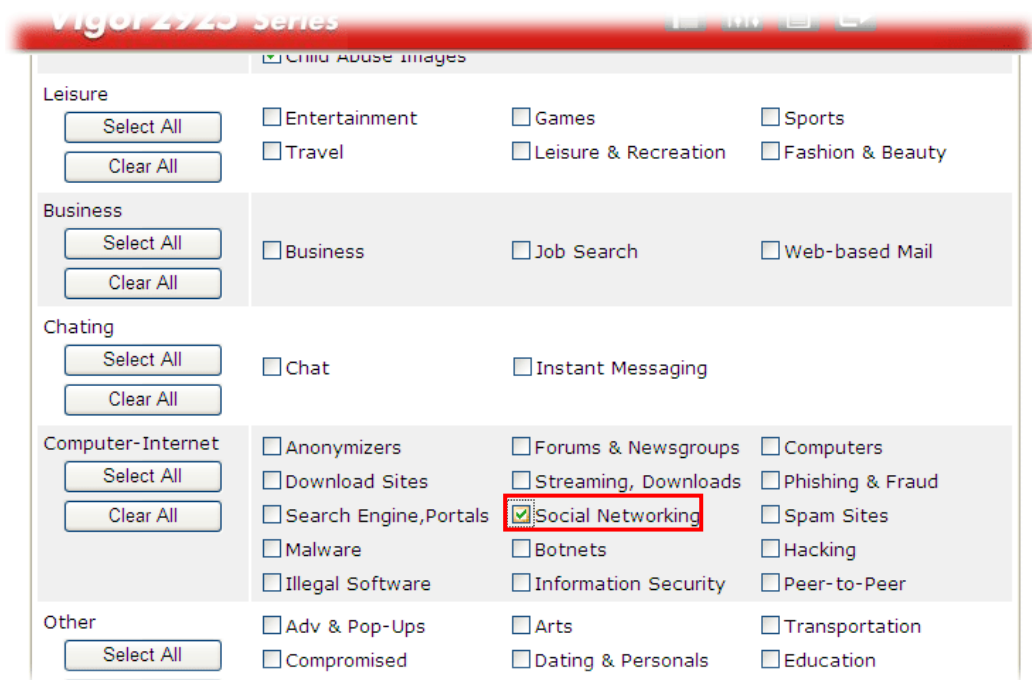 Vigor2925 Series
Child Abuse Images
Leisure
Select All
Clear All
Entertainment Games Sports
Travel Leisure & Recreation Fashion & Beauty
Business
Select All
Clear All
Business Job Search Web-based Mail
Chating
Select All
Clear All
Chat Instant Messaging
Computer-Internet
Select All
Clear All
Anonymizers Forums & Newsgroups Computers
Download Sites Streaming, Downloads Phishing & Fraud
Search Engine,Portals Social Networking Spam Sites
Malware Botnets Hacking
Illegal Software Information Security Peer-to-Peer
Other
Select All
Adv & Pop-Ups Arts Transportation
Compromised Dating & Personals Education